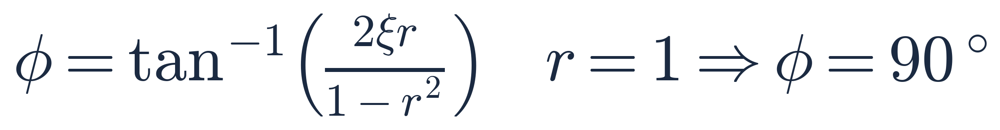 ϕ = tan⁻¹(2ξr / (1 − r²))    r = 1 ⇒ ϕ = 90°